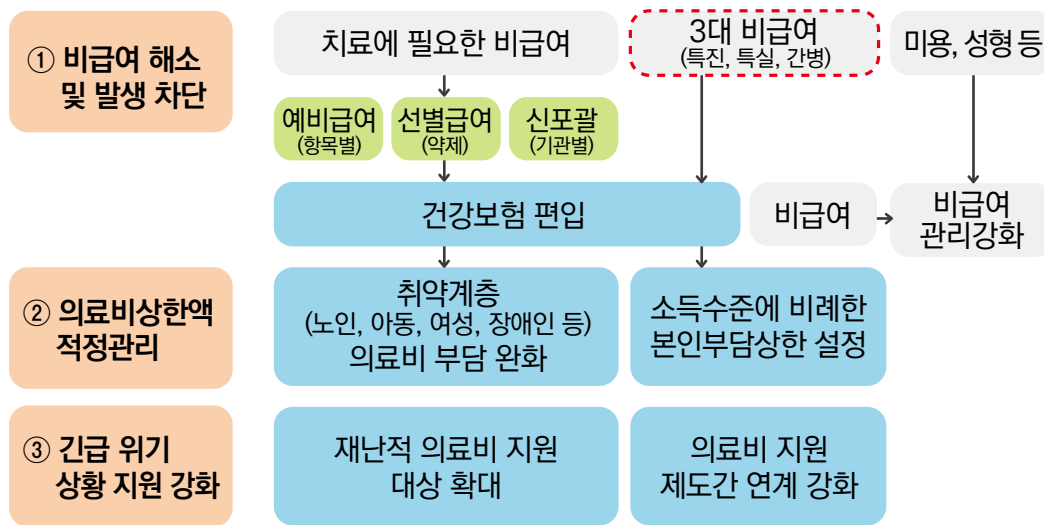 ① 비급여 해소
및 발생 차단
치료에 필요한 비급여
3대 비급여
(특진, 특실, 간병)
미용, 성형 등
예비급여
(항목별)
선별급여
(약제)
신포괄
(기관별)
건강보험 편입
비급여
비급여
관리강화
② 의료비상한액
적정관리
취약계층
(노인, 아동, 여성, 장애인 등)
의료비 부담 완화
소득수준에 비례한
본인부담상한 설정
③ 긴급 위기
상황 지원 강화
재난적 의료비 지원
대상 확대
의료비 지원
제도간 연계 강화